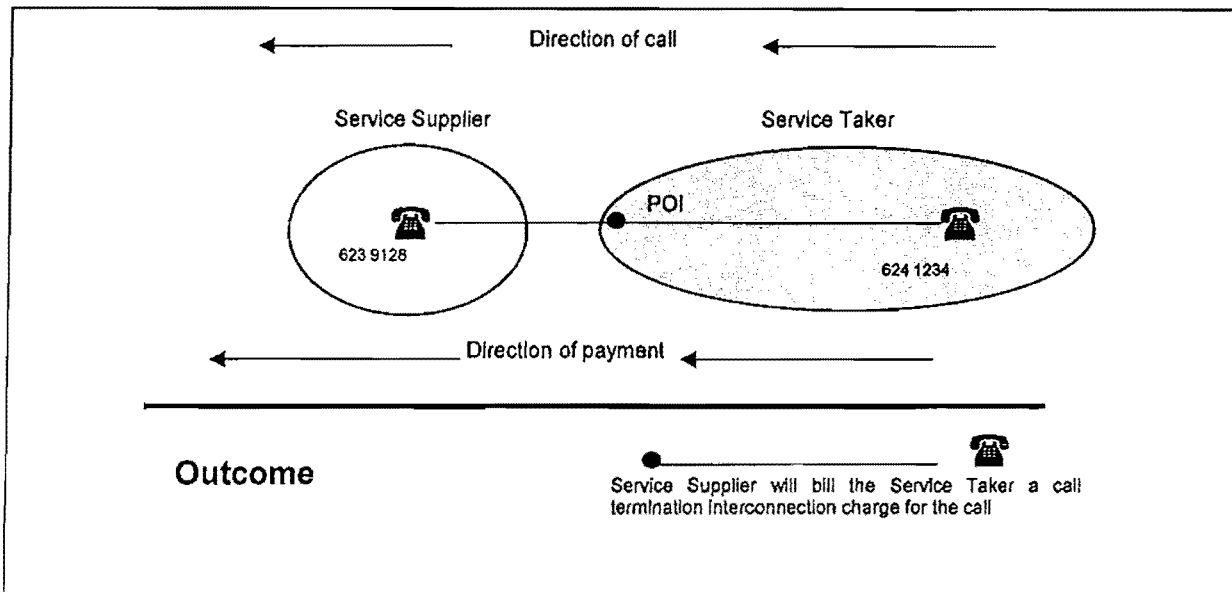 Direction of call
Service Supplier
Service Taker
POI
623 9128
624 1234
Direction of payment
Outcome
Service Supplier will bill the Service Taker a call
termination interconnection charge for the call